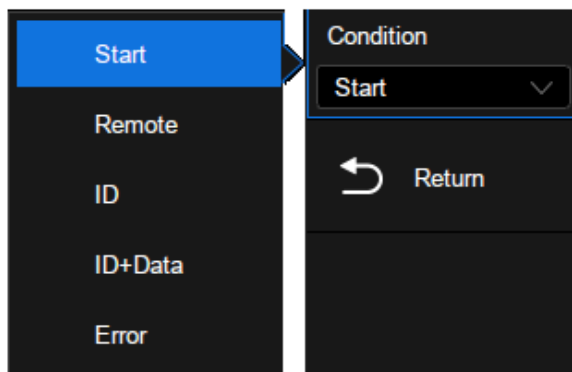 Start
Remote
ID
ID+Data
Error
Condition
Start
Return